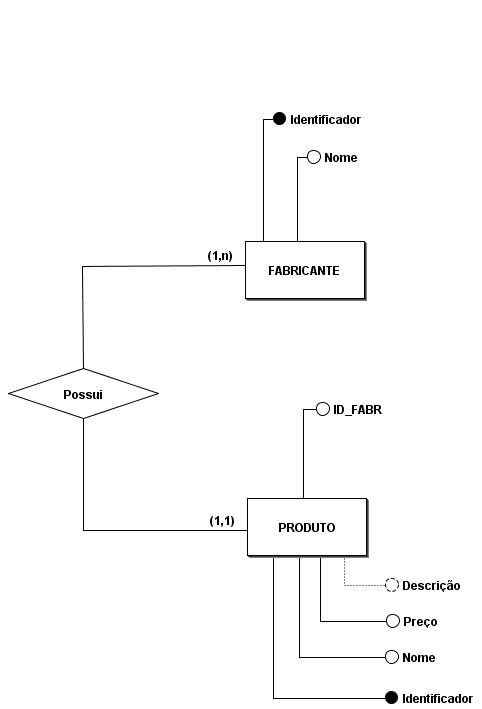 Identificador
Nome
(1,n)
FABRICANTE
Possui
ID_FABR
(1,1)
PRODUTO
Descrição
Preço
Nome
Identificador